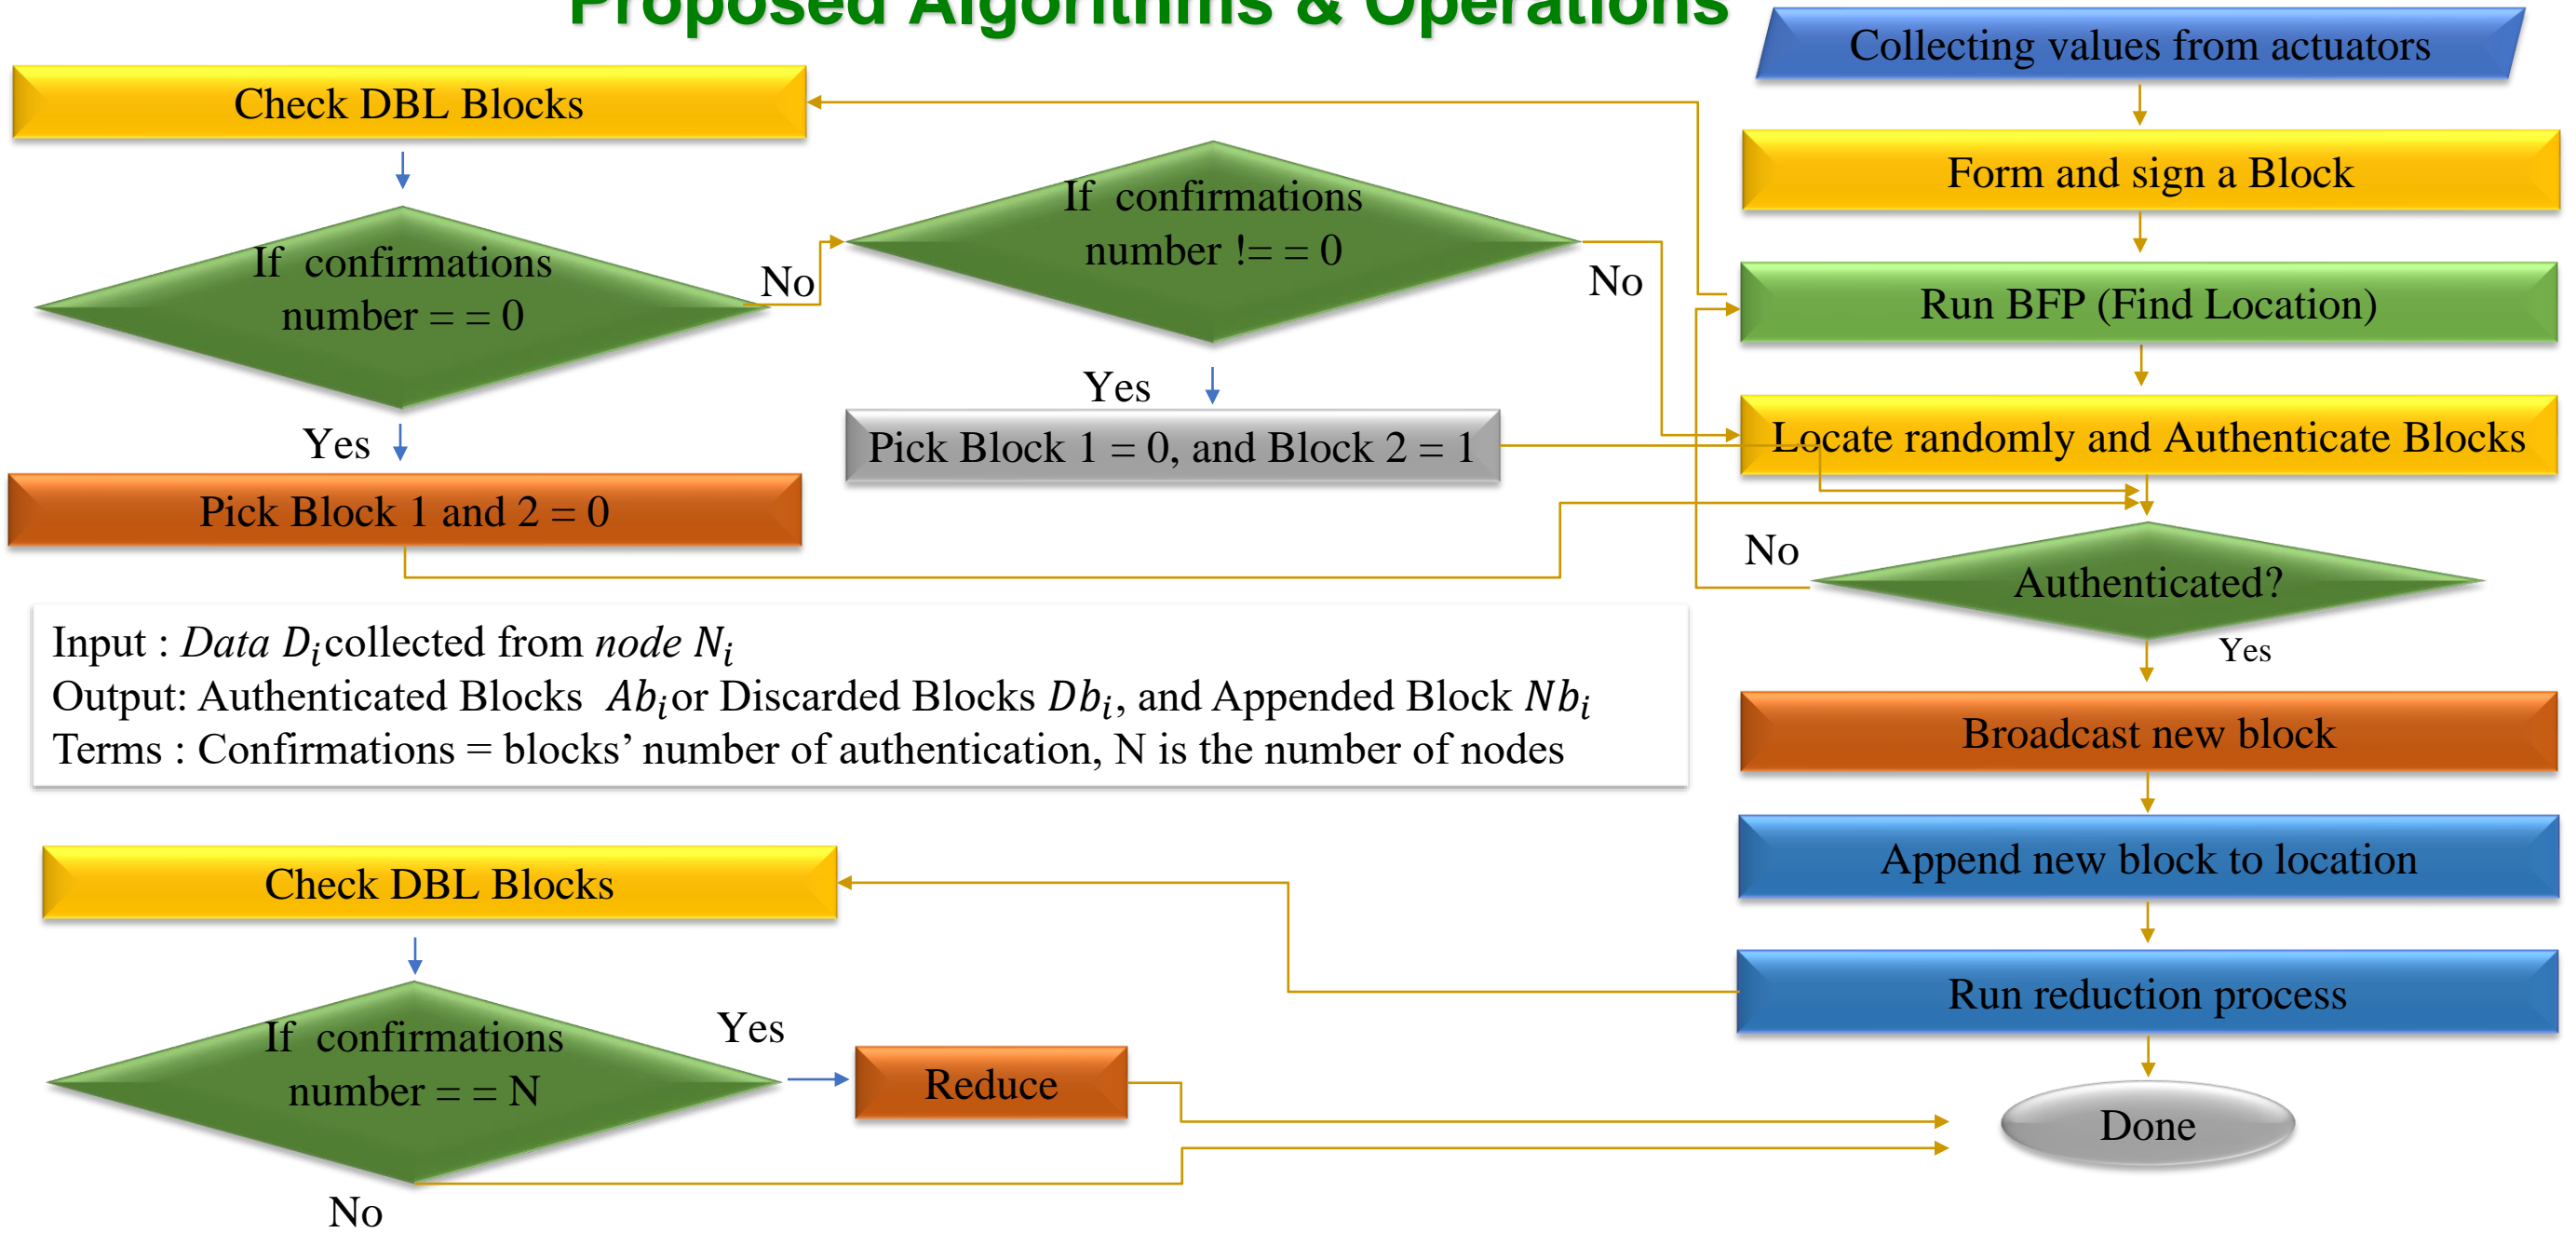 Proposed Algorithms & Operations
Collecting values from actuators
Check DBL Blocks
Form and sign a Block
If confirmations
number = = 0
No
If confirmations
number != = 0
No
Run BFP (Find Location)
Yes
Pick Block 1 and 2 = 0
Yes
Pick Block 1 = 0, and Block 2 = 1
Locate randomly and Authenticate Blocks
No
Authenticated?
Yes
Input : Data D𝑖 collected from node N𝑖
Output: Authenticated Blocks Ab𝑖 or Discarded Blocks Db𝑖, and Appended Block Nb𝑖
Terms : Confirmations = blocks’ number of authentication, N is the number of nodes
Broadcast new block
Append new block to location
Run reduction process
Check DBL Blocks
If confirmations
number = = N
Yes
Reduce
No
Done